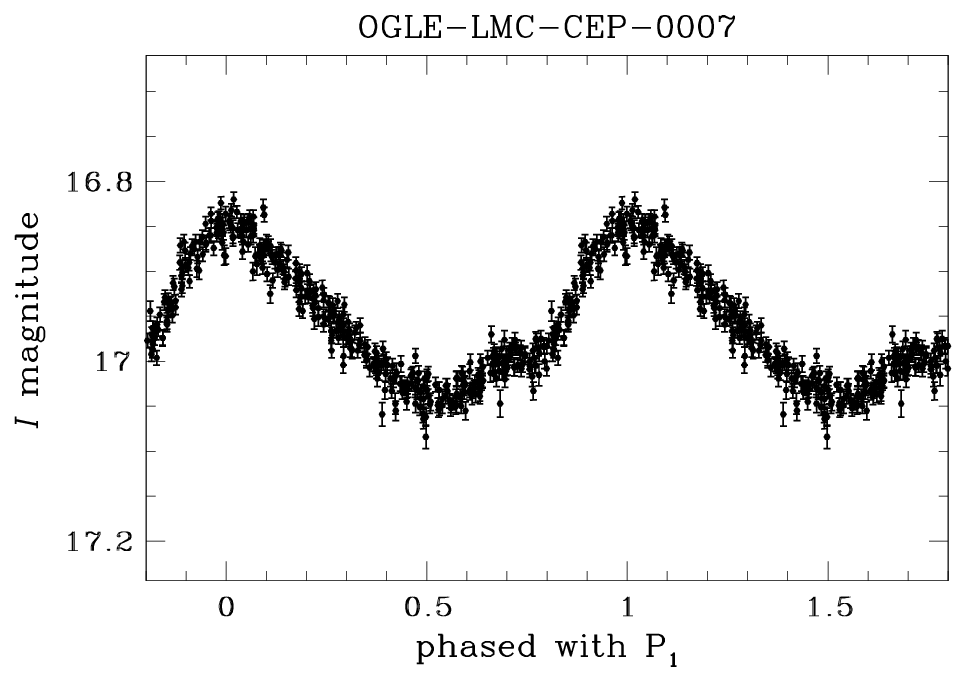 OGLE-LMC-CEP-0007
16.8
17
17.2
I magnitude
0 0.5 1 1.5
phased with P₁